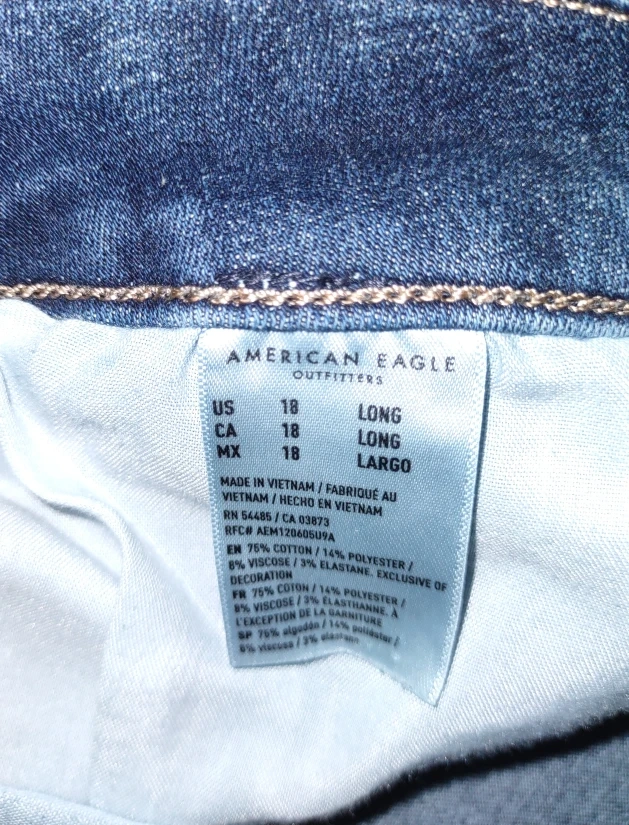 AMERICAN EAGLE
OUTFITTERS
US 18 LONG
CA 18 LONG
MX 18 LARGO
MADE IN VIETNAM / FABRIQUÉ AU
VIETNAM / HECHO EN VIETNAM
RN 54485 / CA 03873
RFC# AEM120605U9A
EN 75% COTTON / 14% POLYESTER /
8% VISCOSE / 3% ELASTANE. EXCLUSIVE OF
DECORATION
FR 75% COTON / 14% POLYESTER /
8% VISCOSE / 3% ÉLASTHANNE. À
L'EXCEPTION DE LA GARNITURE
SP 75% algodón / 14% poliéster /
8% viscosa / 3% elastano